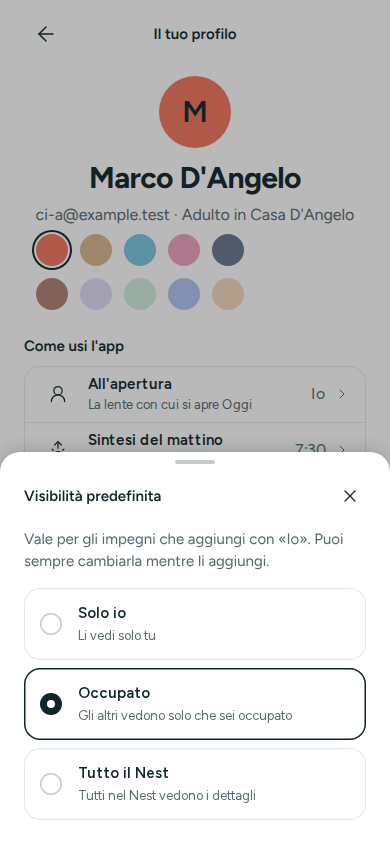 Il tuo profilo
M
Marco D'Angelo
ci-a@example.test · Adulto in Casa D'Angelo
Come usi l'app
All'apertura
Io
La lente con cui si apre Oggi
Sintesi del mattino
7:30
Visibilità predefinita
Vale per gli impegni che aggiungi con «Io». Puoi
sempre cambiarla mentre li aggiungi.
Solo io
Li vedi solo tu
Occupato
Gli altri vedono solo che sei occupato
Tutto il Nest
Tutti nel Nest vedono i dettagli